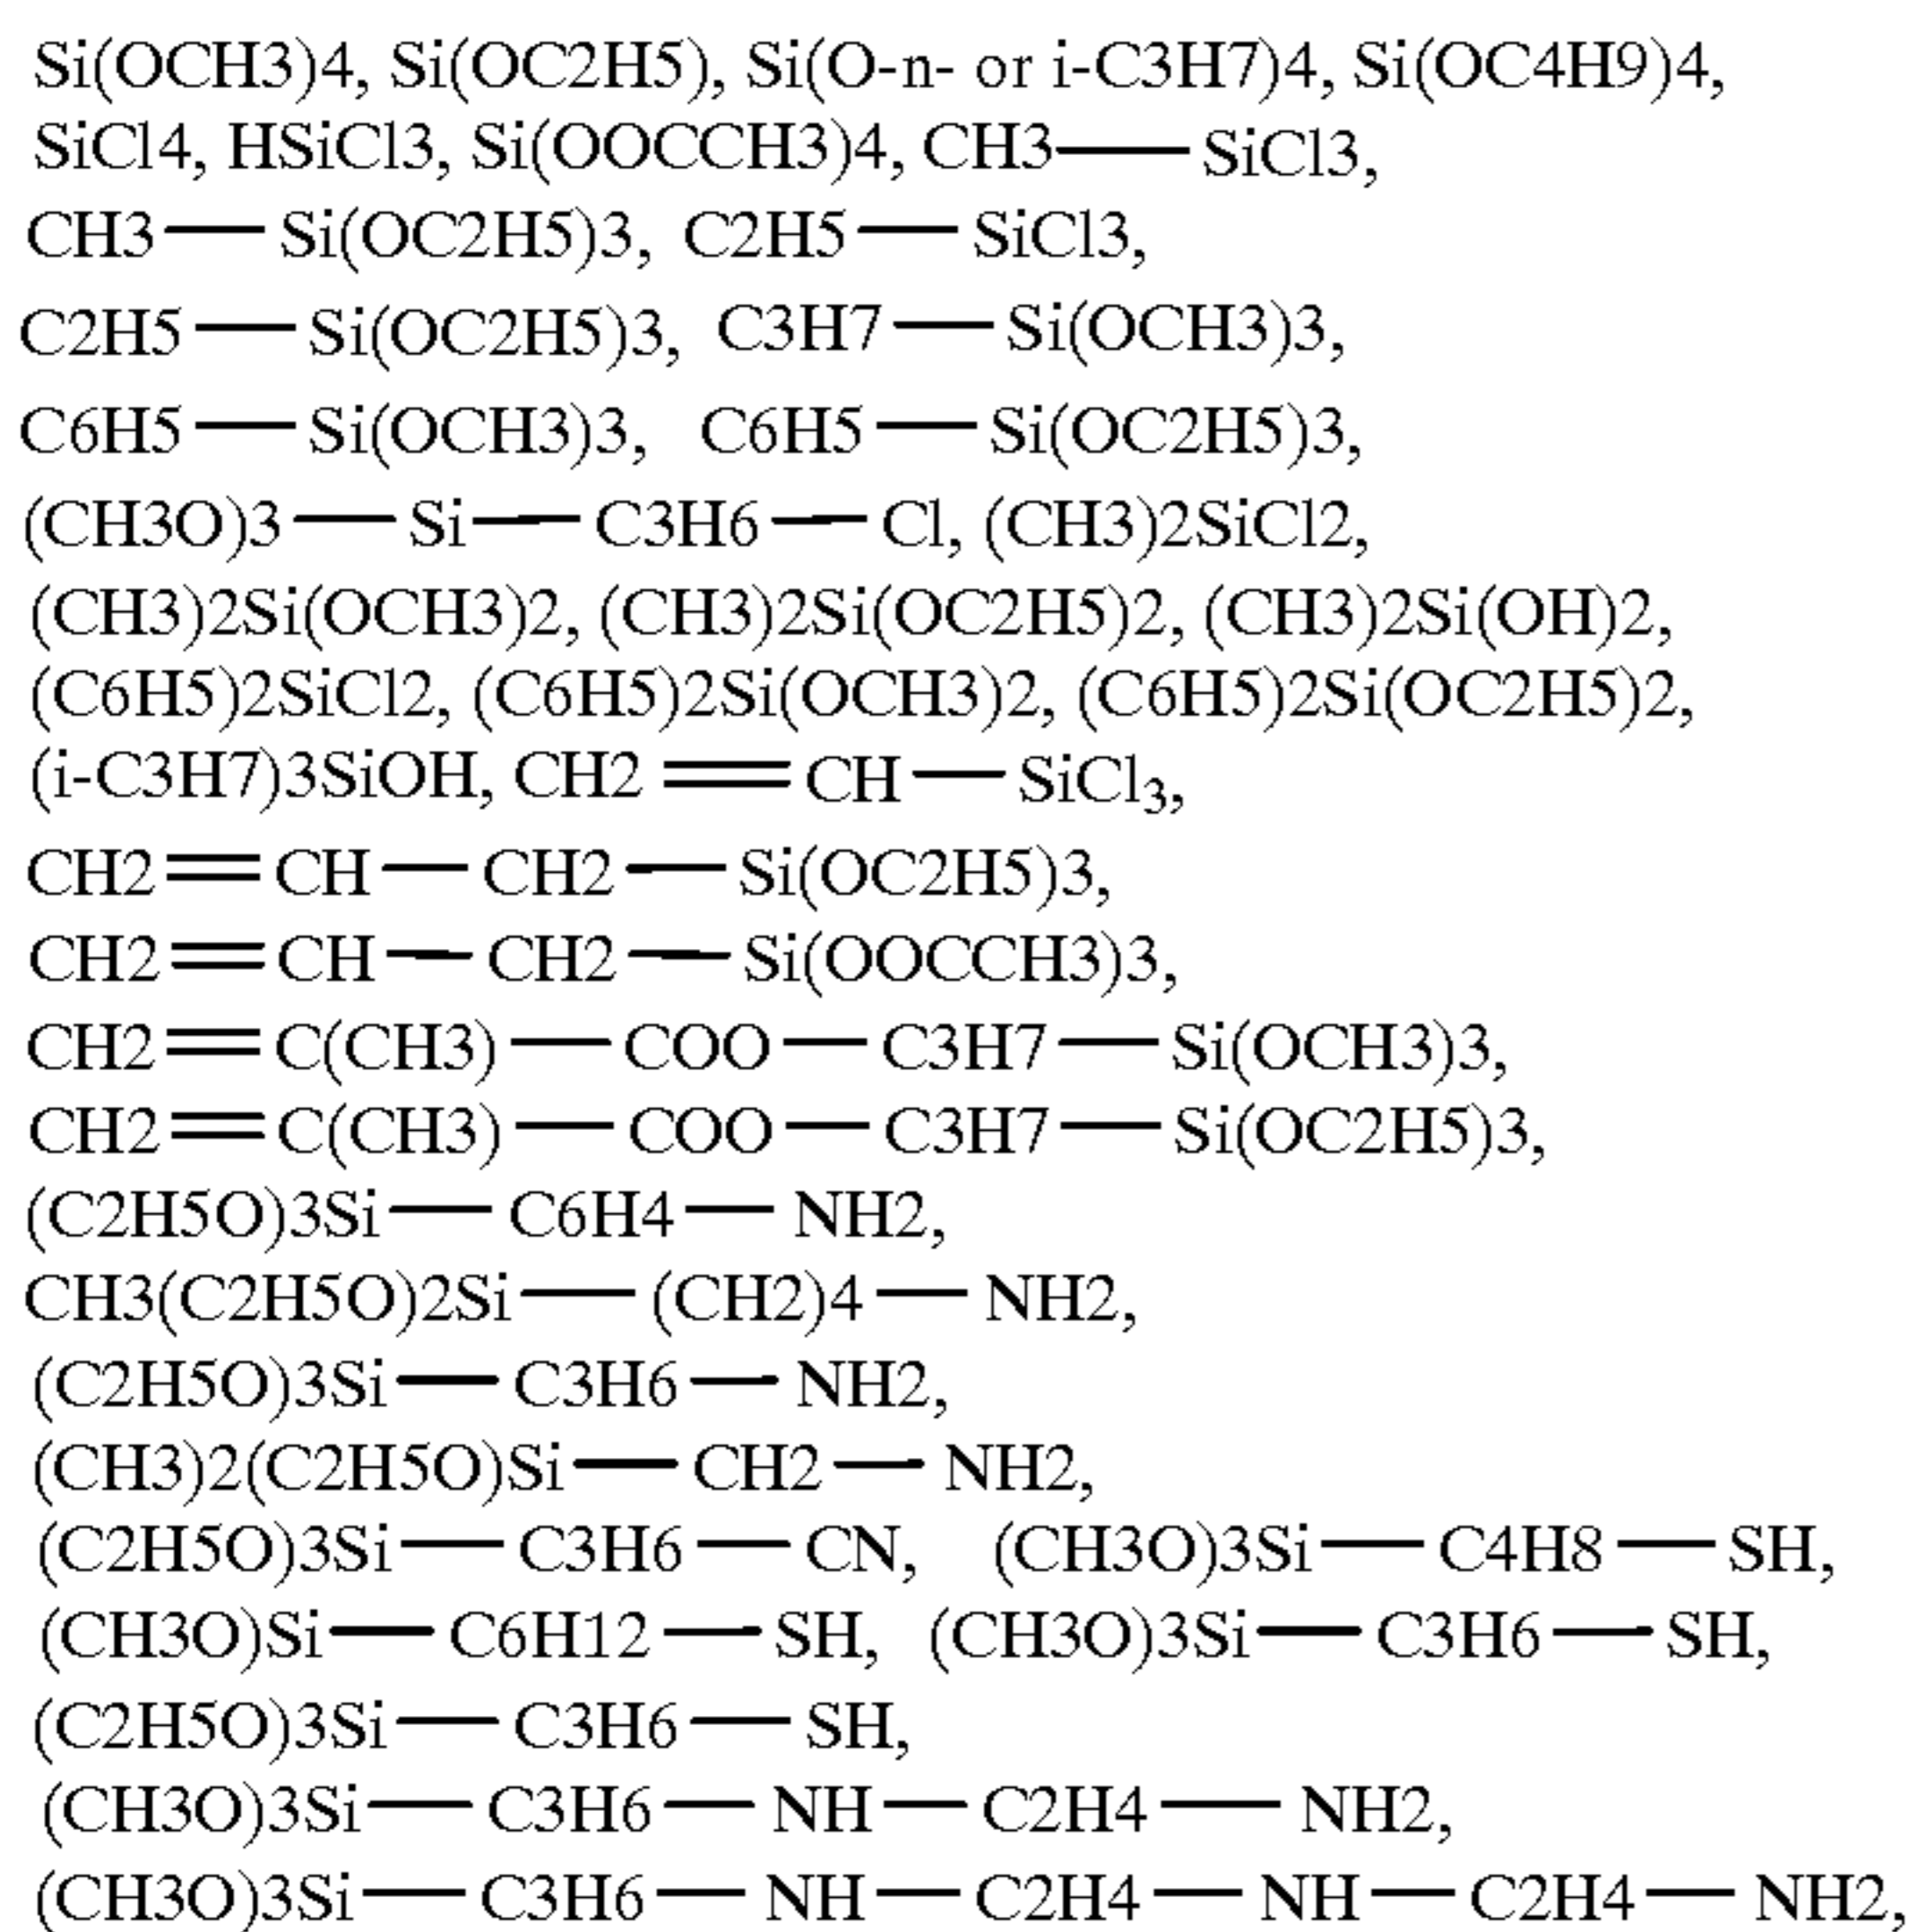 Si(OCH3)4, Si(OC2H5), Si(O-n- or i-C3H7)4, Si(OC4H9)4,
SiCl4, HSiCl3, Si(OOCCH3)4, CH3—SiCl3,
CH3—Si(OC2H5)3, C2H5—SiCl3,
C2H5—Si(OC2H5)3, C3H7—Si(OCH3)3,
C6H5—Si(OCH3)3, C6H5—Si(OC2H5)3,
(CH3O)3—Si—C3H6—Cl, (CH3)2SiCl2,
(CH3)2Si(OCH3)2, (CH3)2Si(OC2H5)2, (CH3)2Si(OH)2,
(C6H5)2SiCl2, (C6H5)2Si(OCH3)2, (C6H5)2Si(OC2H5)2,
(i-C3H7)3SiOH, CH2=CH—SiCl₃,
CH2=CH—CH2—Si(OC2H5)3,
CH2=CH—CH2—Si(OOCCH3)3,
CH2=C(CH3)—COO—C3H7—Si(OCH3)3,
CH2=C(CH3)—COO—C3H7—Si(OC2H5)3,
(C2H5O)3Si—C6H4—NH2,
CH3(C2H5O)2Si—(CH2)4—NH2,
(C2H5O)3Si—C3H6—NH2,
(CH3)2(C2H5O)Si—CH2—NH2,
(C2H5O)3Si—C3H6—CN, (CH3O)3Si—C4H8—SH,
(CH3O)Si—C6H12—SH, (CH3O)3Si—C3H6—SH,
(C2H5O)3Si—C3H6—SH,
(CH3O)3Si—C3H6—NH—C2H4—NH2,
(CH3O)3Si—C3H6—NH—C2H4—NH—C2H4—NH2,